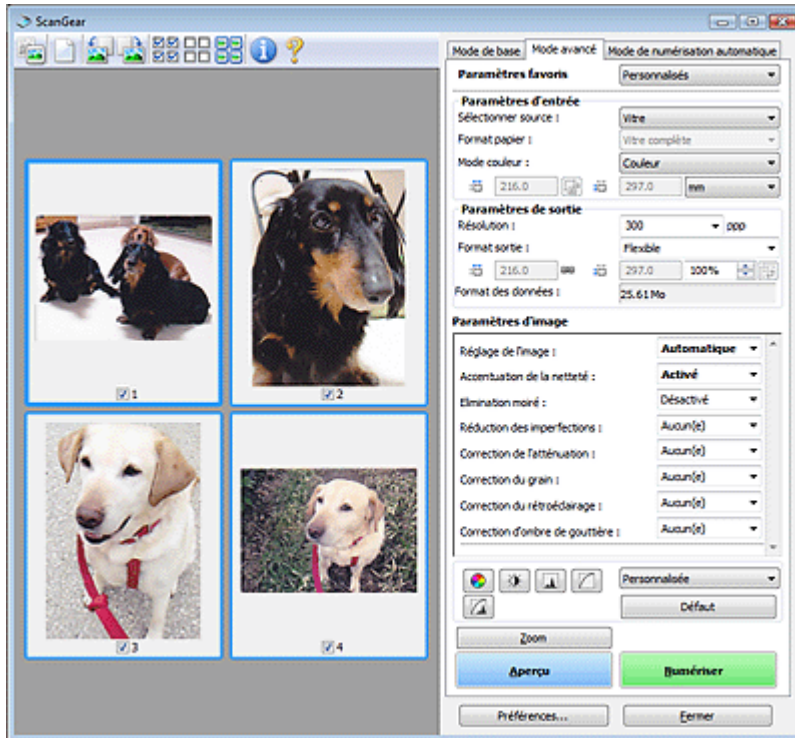 ScanGear
Mode de base Mode avancé Mode de numérisation automatique
Paramètres favoris Personnalisés
Paramètres d'entrée
Sélectionner source : Vitre
Format papier : Vitre complète
Mode couleur : Couleur
216.0 297.0 mm
Paramètres de sortie
Résolution : 300 ppp
Format sortie : Flexible
216.0 297.0 100%
Format des données : 25.61 Mo
Paramètres d'image
Réglage de l'image : Automatique
Accentuation de la netteté : Activé
Elimination moiré : Désactivé
Réduction des imperfections : Aucun(e)
Correction de l'atténuation : Aucun(e)
Correction du grain : Aucun(e)
Correction du rétroéclairage : Aucun(e)
Correction d'ombre de gouttière : Aucun(e)
Personnalisée
Défaut
Zoom
Aperçu Numériser
Préférences... Fermer
1 2
3 4